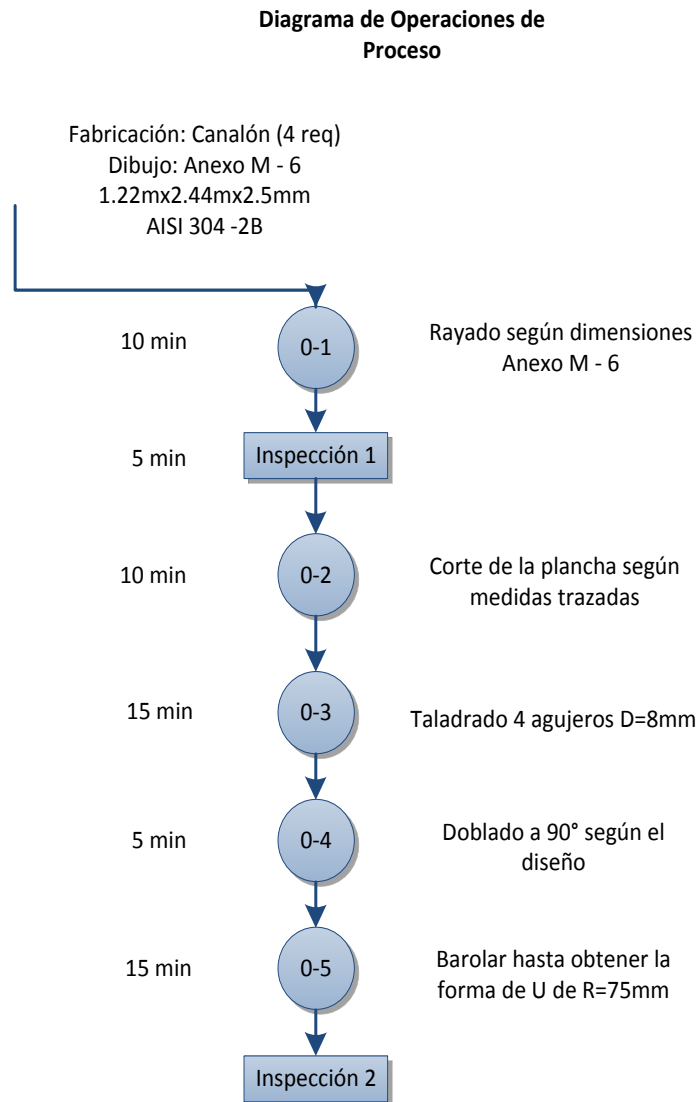 Diagrama de Operaciones de
Proceso
Fabricación: Canalón (4 req)
Dibujo: Anexo M - 6
1.22mx2.44mx2.5mm
AISI 304 -2B
10 min
0-1
Rayado según dimensiones
Anexo M - 6
5 min
Inspección 1
10 min
0-2
Corte de la plancha según
medidas trazadas
15 min
0-3
Taladrado 4 agujeros D=8mm
5 min
0-4
Doblado a 90° según el
diseño
15 min
0-5
Barolar hasta obtener la
forma de U de R=75mm
Inspección 2